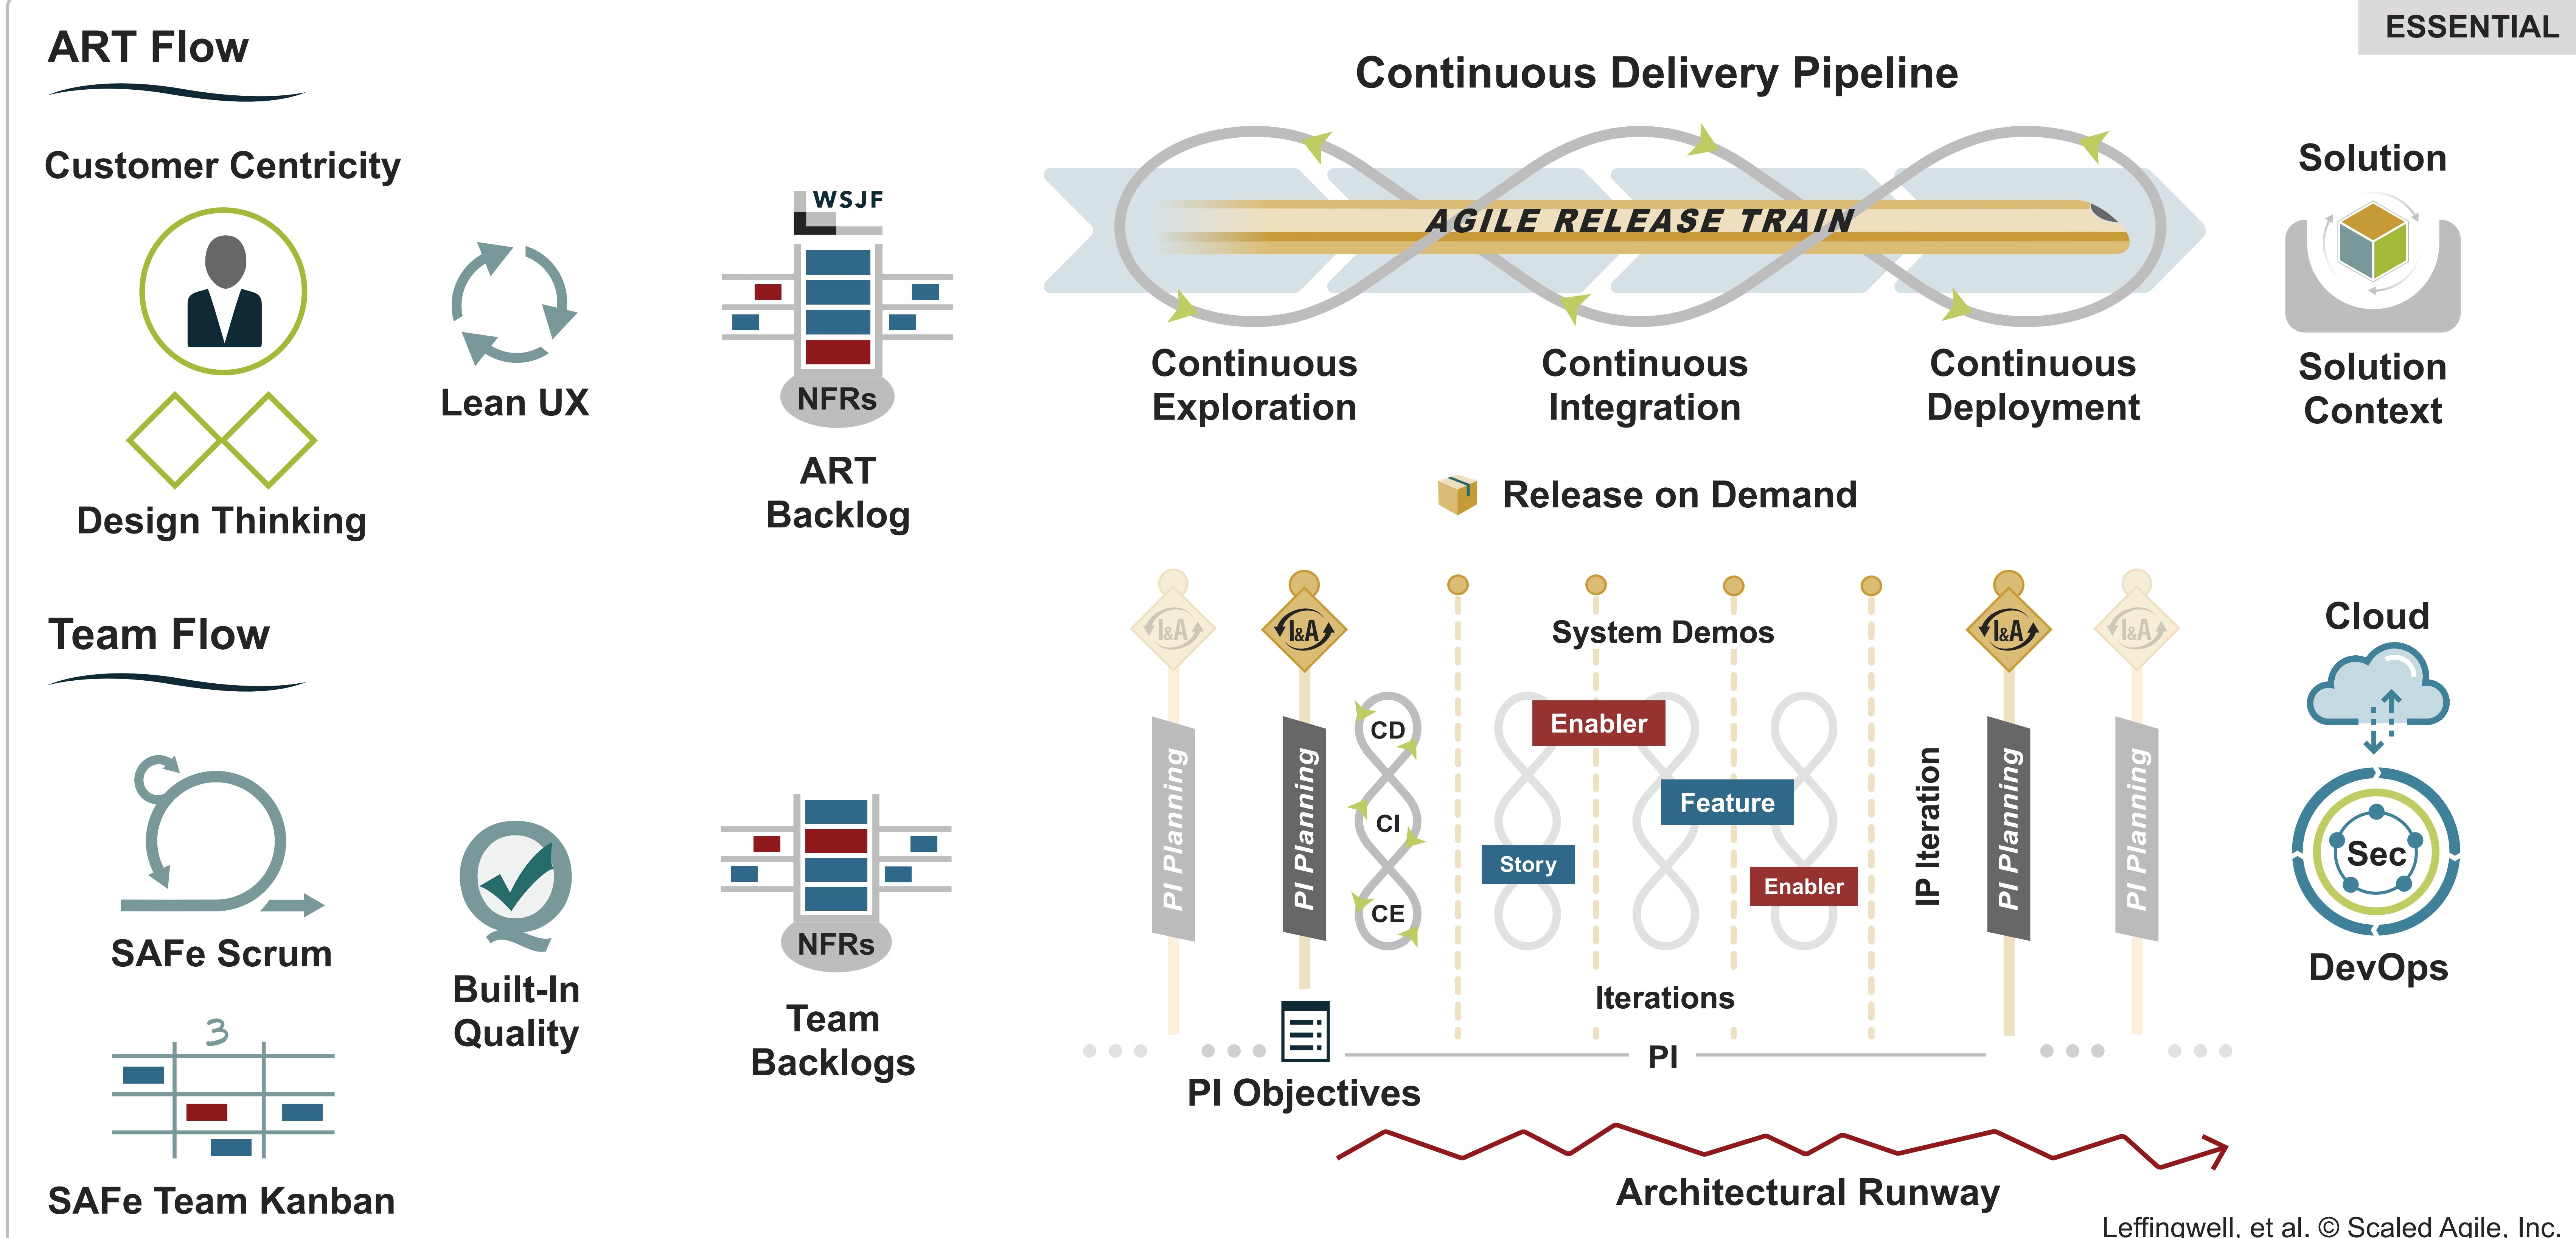 ESSENTIAL
ART Flow
Continuous Delivery Pipeline
Customer Centricity
Solution
WSJF
AGILE RELEASE TRAIN
Lean UX
NFRs
Continuous
Exploration
Continuous
Integration
Continuous
Deployment
Solution
Context
Design Thinking
ART
Backlog
Release on Demand
Team Flow
I&A
I&A
System Demos
I&A
I&A
Cloud
PI Planning
PI Planning
CD
CI
CE
Enabler
Feature
Story
Enabler
IP Iteration
PI Planning
PI Planning
Sec
DevOps
SAFe Scrum
Built-In
Quality
NFRs
Team
Backlogs
Iterations
PI
PI Objectives
3
SAFe Team Kanban
Architectural Runway
Leffingwell, et al. © Scaled Agile, Inc.